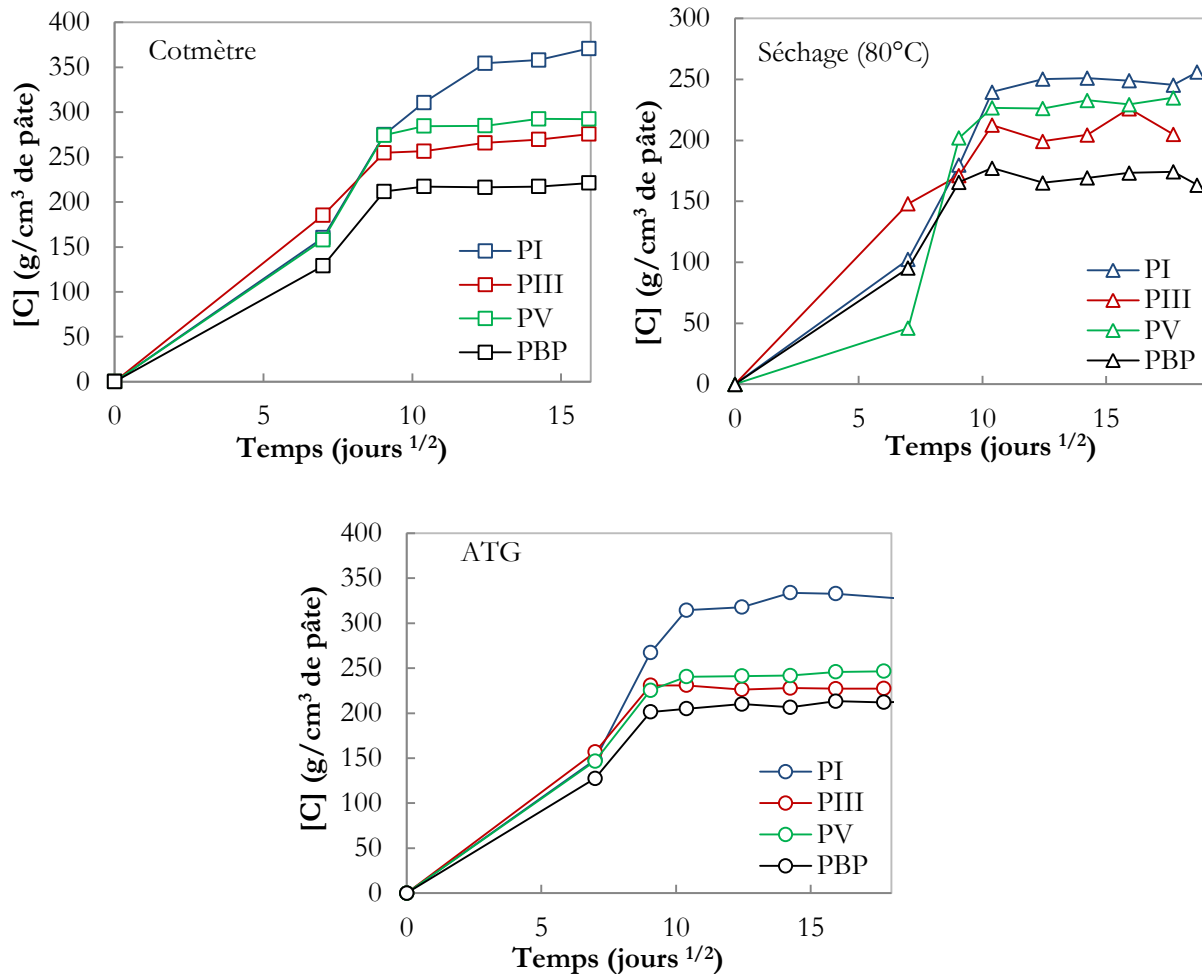 Cotmètre
[C] (g/cm³ de pâte)
400
350
300
250
200
150
100
50
0
0 5 10 15
Temps (jours ¹/²)
PI
PIII
PV
PBP
Séchage (80°C)
[C] (g/cm³ de pâte)
300
250
200
150
100
50
0
0 5 10 15
Temps (jours ¹/²)
PI
PIII
PV
PBP
ATG
[C] (g/cm³ de pâte)
400
350
300
250
200
150
100
50
0
0 5 10 15
Temps (jours ¹/²)
PI
PIII
PV
PBP